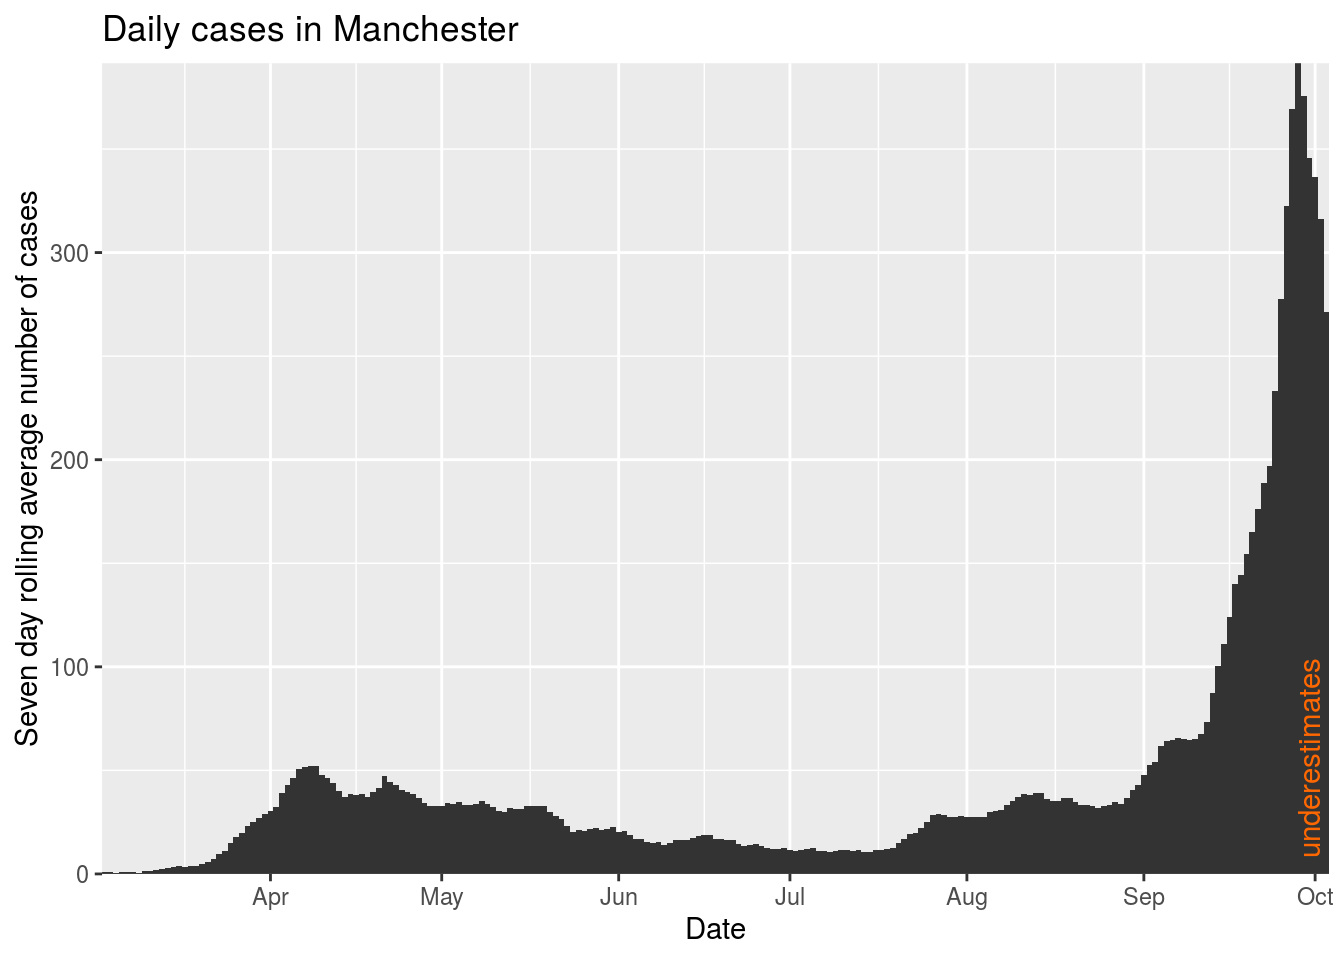 Daily cases in Manchester
Seven day rolling average number of cases
300
200
100
0
underestimates
Apr May Jun Jul Aug Sep Oct
Date